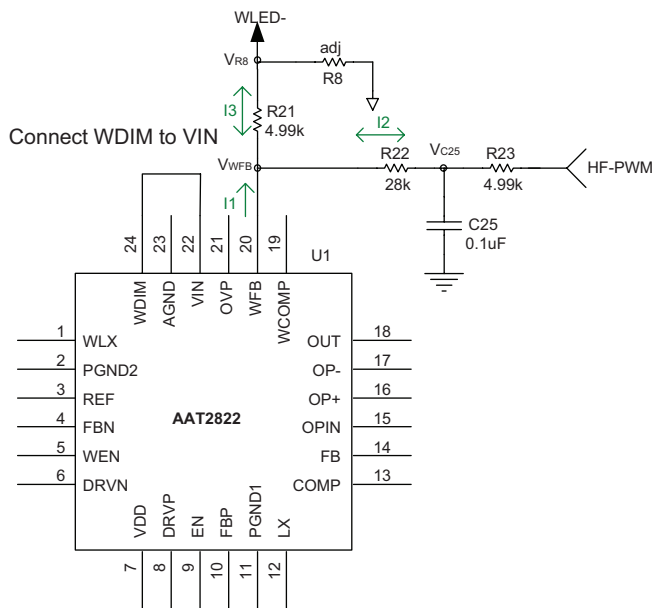 WLED-
VR8
adj
R8
I3
R21
4.99k
I2
Connect WDIM to VIN
VWFB
VC25
R22
28k
R23
4.99k
HF-PWM
I1
C25
0.1uF
24
23
22
21
20
19
U1
WDIM
AGND
VIN
OVP
WFB
WCOMP
1
WLX
OUT
18
2
PGND2
OP-
17
3
REF
OP+
16
4
FBN
AAT2822
OPIN
15
5
WEN
FB
14
6
DRVN
COMP
13
VDD
DRVP
EN
FBP
PGND1
LX
7
8
9
10
11
12